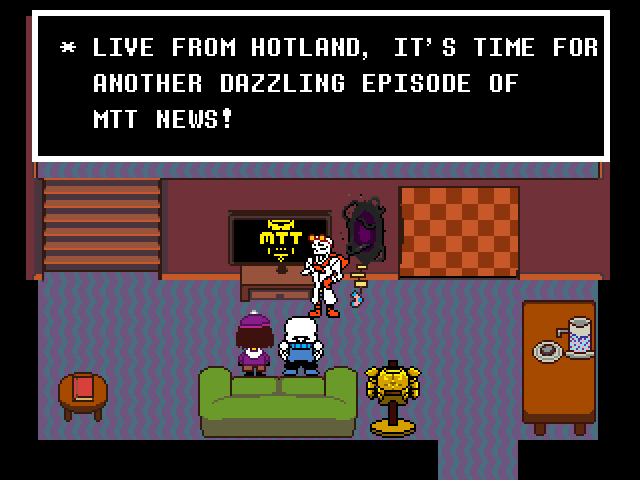 * LIVE FROM HOTLAND, IT'S TIME FOR
ANOTHER DAZZLING EPISODE OF
MTT NEWS!
MTT